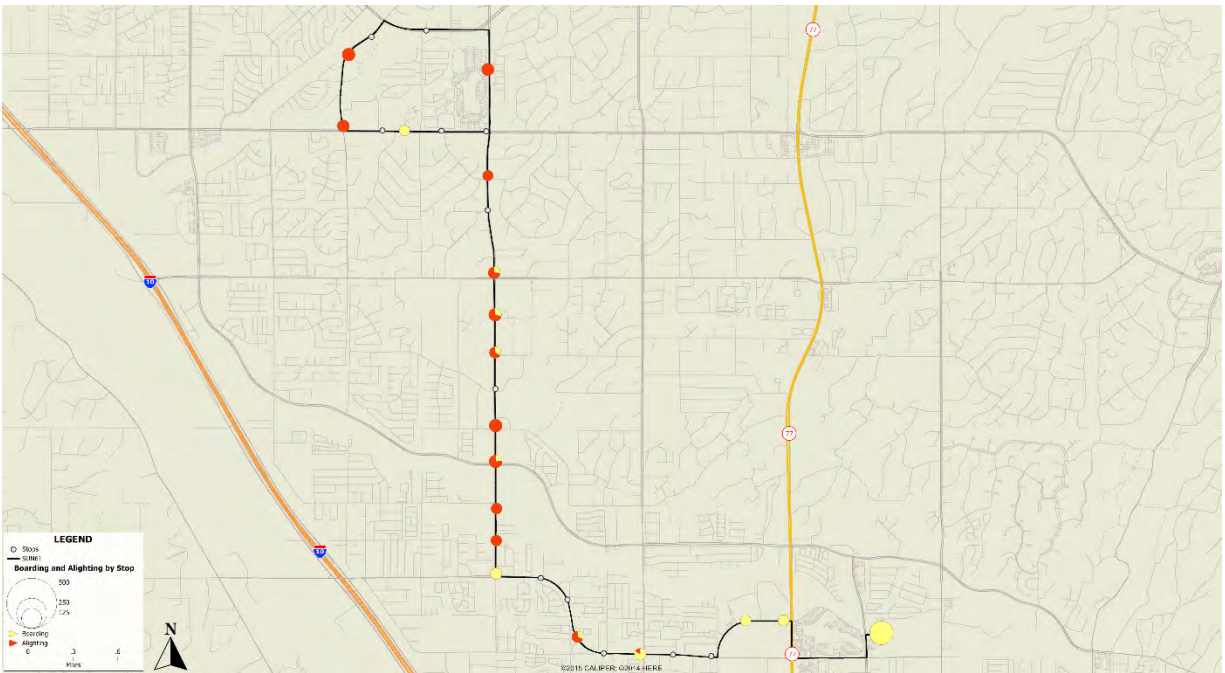 77
10
77
10
LEGEND
Stops
SUN61
Boarding and Alighting by Stop
500
250
125
Boarding
Alighting
0 .3 .6
Miles
N
77
©2015 CALIPER; ©2014 HERE